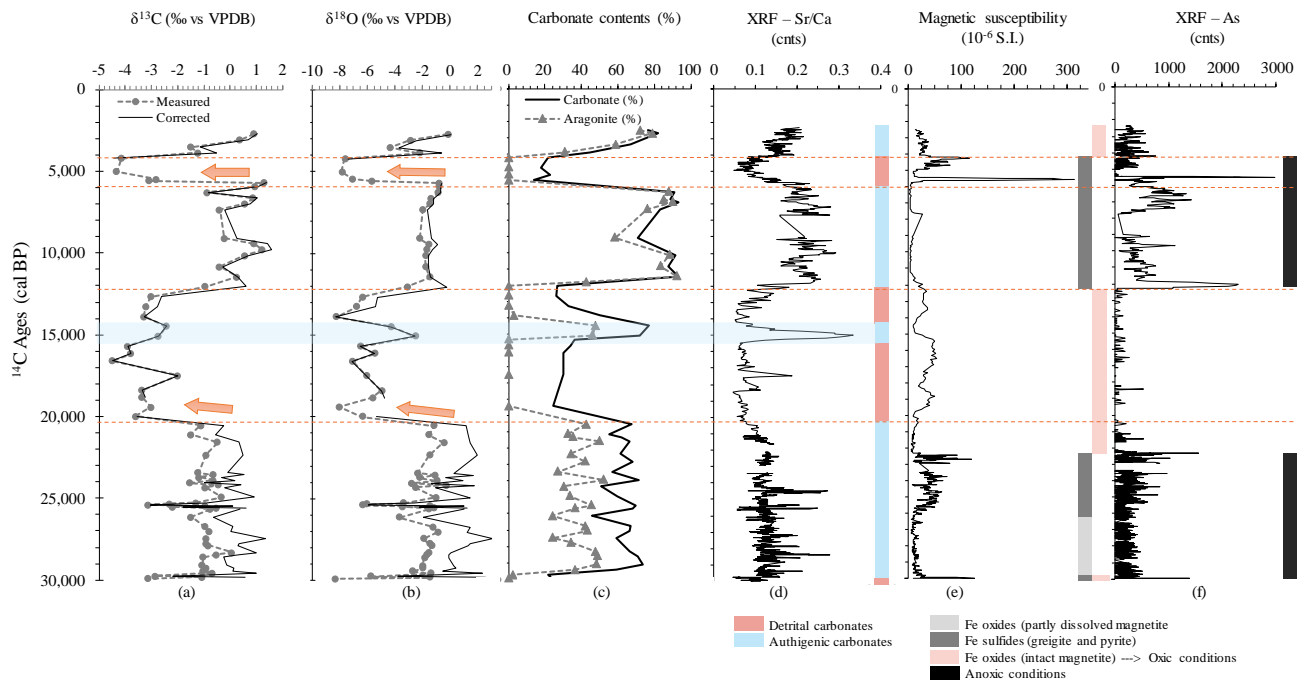 δ13C (‰ vs VPDB) δ18O (‰ vs VPDB) Carbonate contents (%) XRF – Sr/Ca Magnetic susceptibility XRF – As
(cnts) (10-6 S.I.) (cnts)
-5 -4 -3 -2 -1 0 1 2 -10 -8 -6 -4 -2 0 2 0 20 40 60 80 100 0 0.1 0.2 0.3 0.4 0 100 200 300 0 1000 2000 3000
0 0 0
Measured Carbonate (%)
Corrected Aragonite (%)
5,000
10,000
14C Ages (cal BP)
15,000
20,000
25,000
30,000
(a) (b) (c) (d) (e) (f)
Detrital carbonates
Authigenic carbonates
Fe oxides (partly dissolved magnetite
Fe sulfides (greigite and pyrite)
Fe oxides (intact magnetite) ---> Oxic conditions
Anoxic conditions